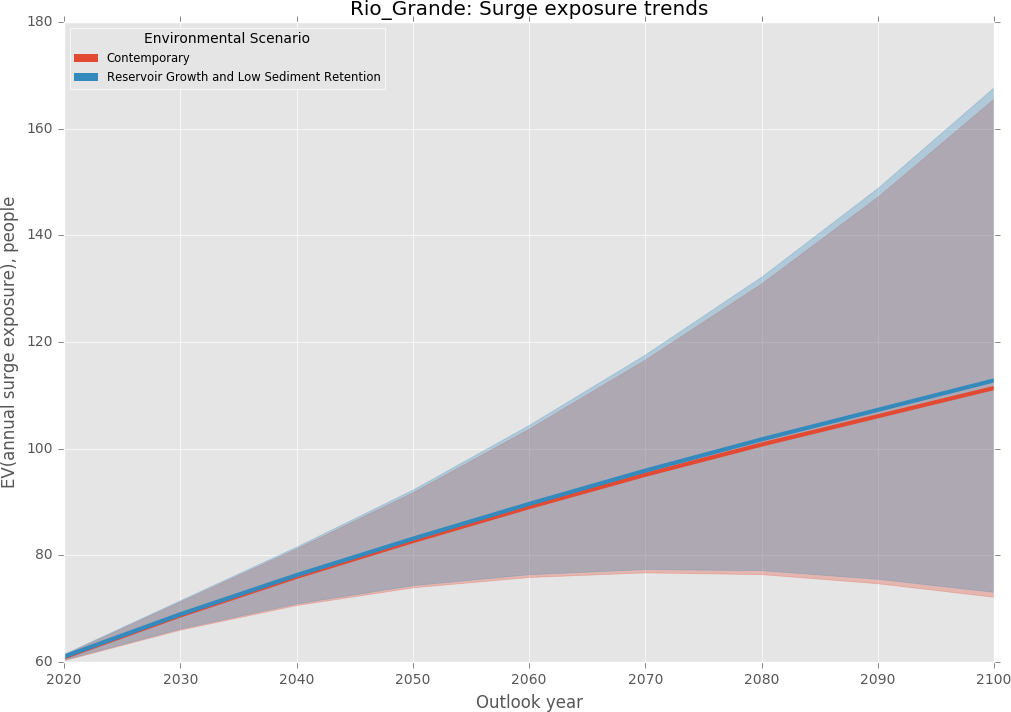 Rio_Grande: Surge exposure trends
Environmental Scenario
Contemporary
Reservoir Growth and Low Sediment Retention
EV(annual surge exposure), people
180
160
140
120
100
80
60
2020 2030 2040 2050 2060 2070 2080 2090 2100
Outlook year